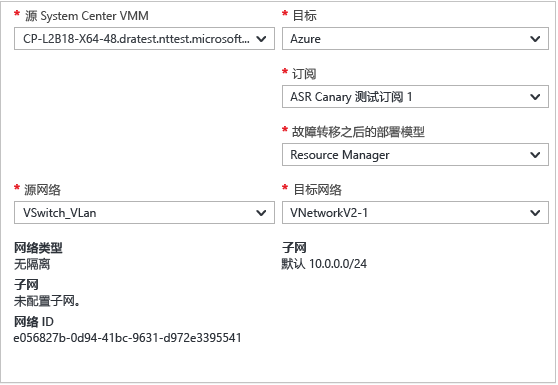 * 源 System Center VMM
CP-L2B18-X64-48.dratest.nttest.microsoft...
* 目标
Azure
* 订阅
ASR Canary 测试订阅 1
* 故障转移之后的部署模型
Resource Manager
* 源网络
VSwitch_VLan
* 目标网络
VNetworkV2-1
网络类型
无隔离
子网
未配置子网。
网络 ID
e056827b-0d94-41bc-9631-d972e3395541
子网
默认 10.0.0.0/24